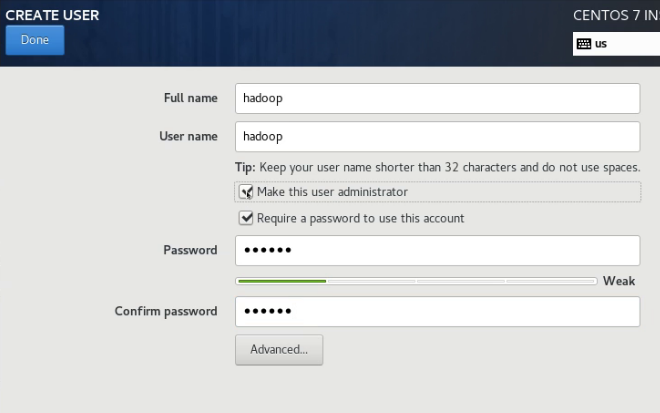 CREATE USER
CENTOS 7 IN
Done
us
Full name
hadoop
User name
hadoop
Tip: Keep your user name shorter than 32 characters and do not use spaces.
Make this user administrator
Require a password to use this account
Password
••••••
Weak
Confirm password
••••••
Advanced...